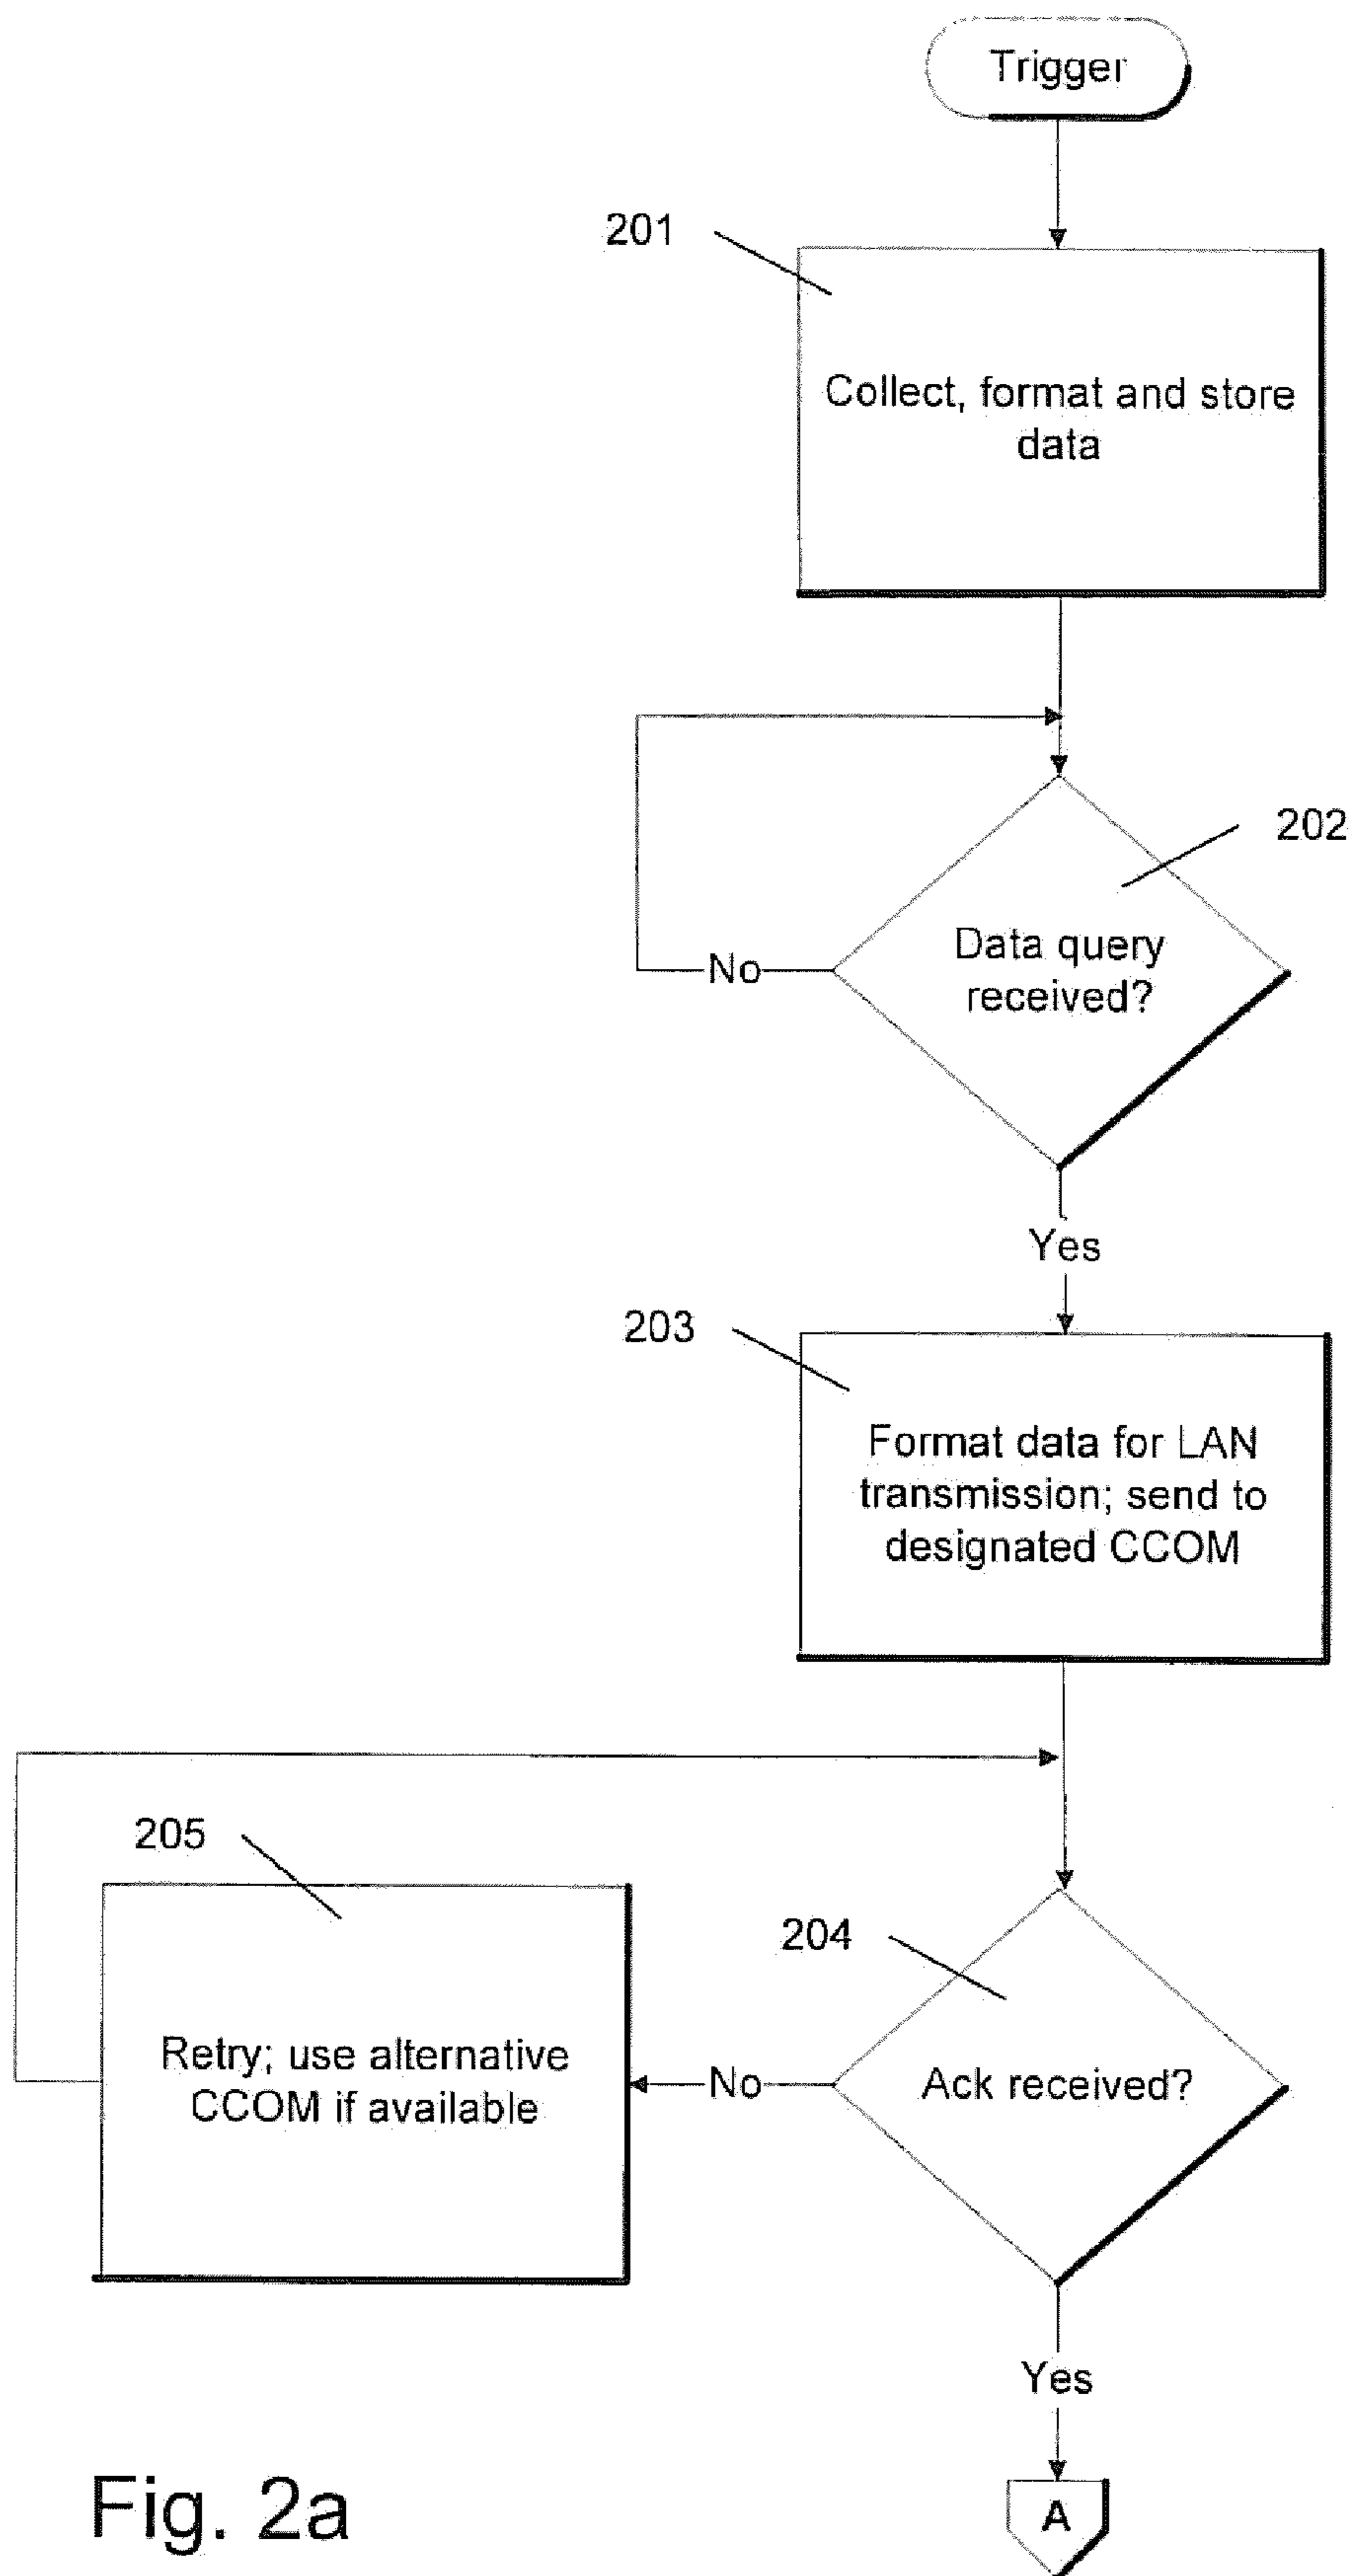 Trigger
201
Collect, format and store
data
202
Data query
received?
No
Yes
203
Format data for LAN
transmission; send to
designated CCOM
205
204
Retry; use alternative
CCOM if available
No
Ack received?
Yes
A
Fig. 2a